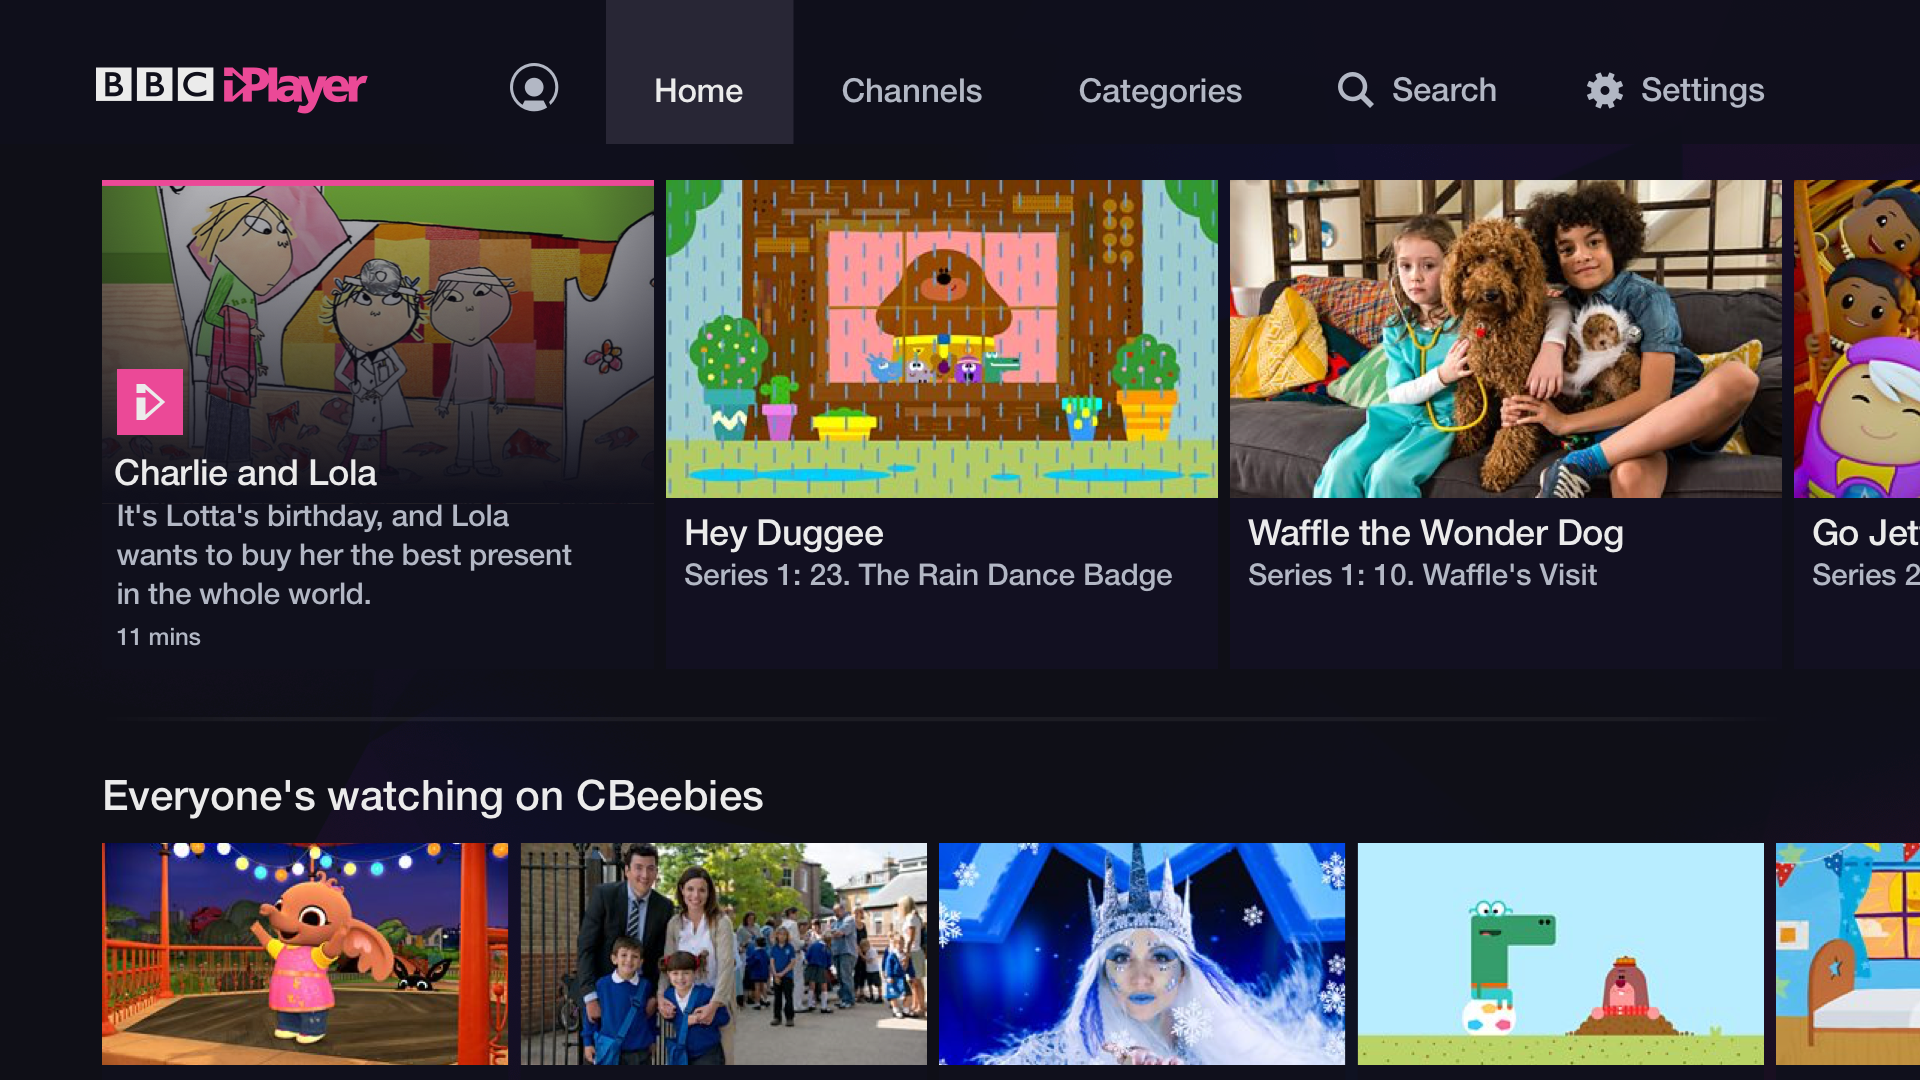 BBC iPlayer
Home
Channels
Categories
Search
Settings
Charlie and Lola
It's Lotta's birthday, and Lola
wants to buy her the best present
in the whole world.
11 mins
Hey Duggee
Series 1: 23. The Rain Dance Badge
Waffle the Wonder Dog
Series 1: 10. Waffle's Visit
Go Jet
Series 2
Everyone's watching on CBeebies